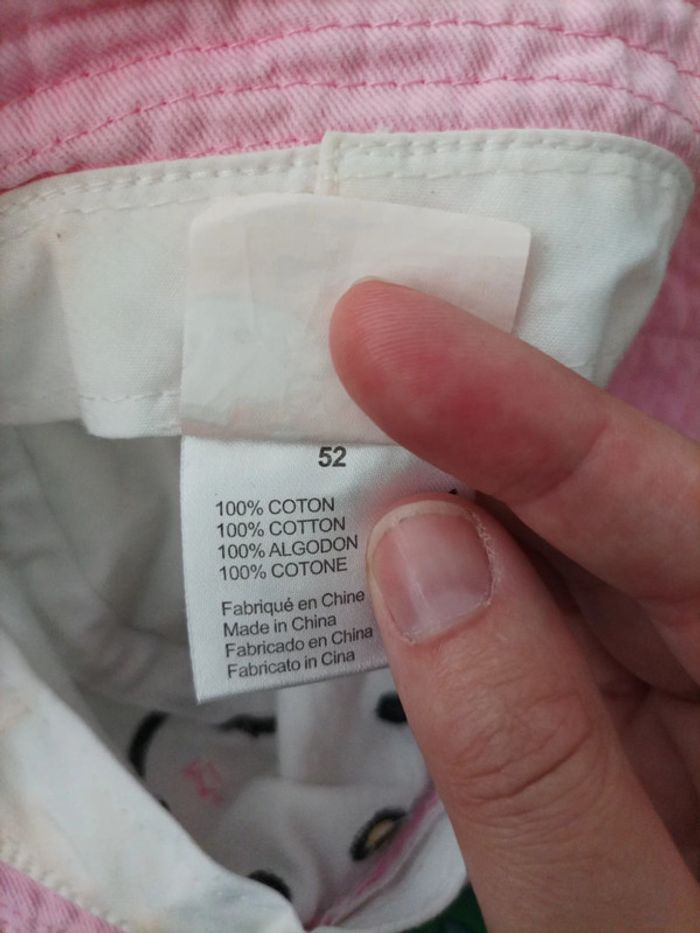 52
100% COTON
100% COTTON
100% ALGODON
100% COTONE
Fabriqué en Chine
Made in China
Fabricado en China
Fabricato in Cina